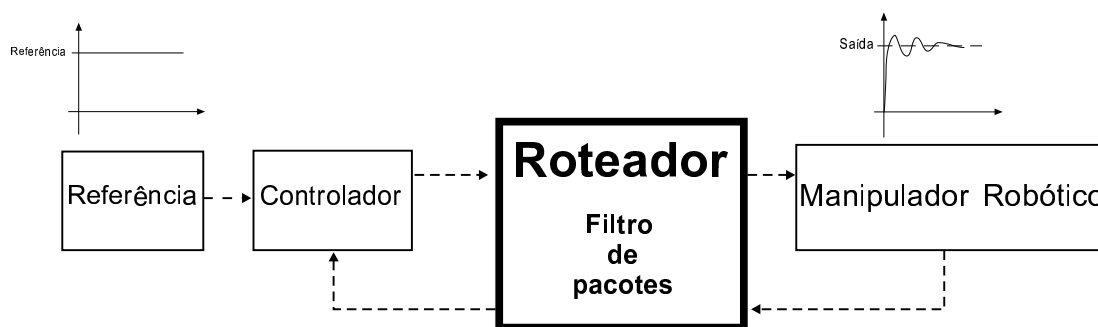 Referência
Saída
Referência
Controlador
Roteador
Filtro
de
pacotes
Manipulador Robótico